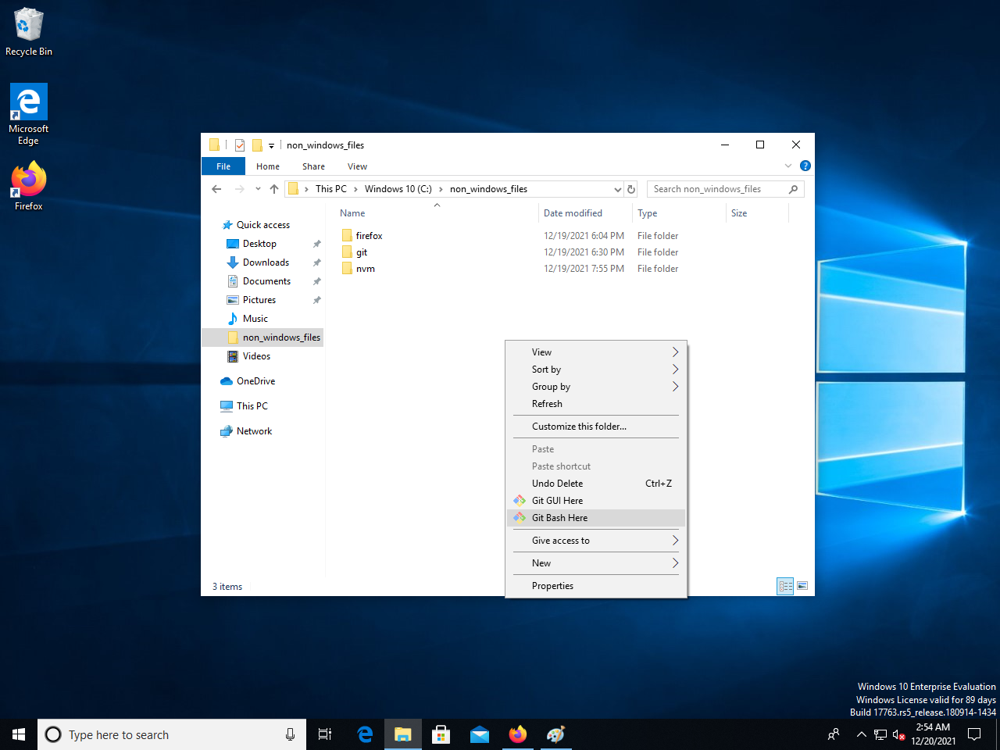 Recycle Bin
Microsoft
Edge
Firefox
non_windows_files
File
Home
Share
View
This PC
Windows 10 (C:)
non_windows_files
Search non_windows_files
Name
Date modified
Type
Size
Quick access
Desktop
Downloads
Documents
Pictures
Music
non_windows_files
Videos
OneDrive
This PC
Network
firefox 12/19/2021 6:04 PM File folder
git 12/19/2021 6:30 PM File folder
nvm 12/19/2021 7:55 PM File folder
View
Sort by
Group by
Refresh
Customize this folder...
Paste
Paste shortcut
Undo Delete Ctrl+Z
Git GUI Here
Git Bash Here
Give access to
New
Properties
3 items
Windows 10 Enterprise Evaluation
Windows License valid for 89 days
Build 17763.rs5_release.180914-1434
Type here to search
2:54 AM
12/20/2021